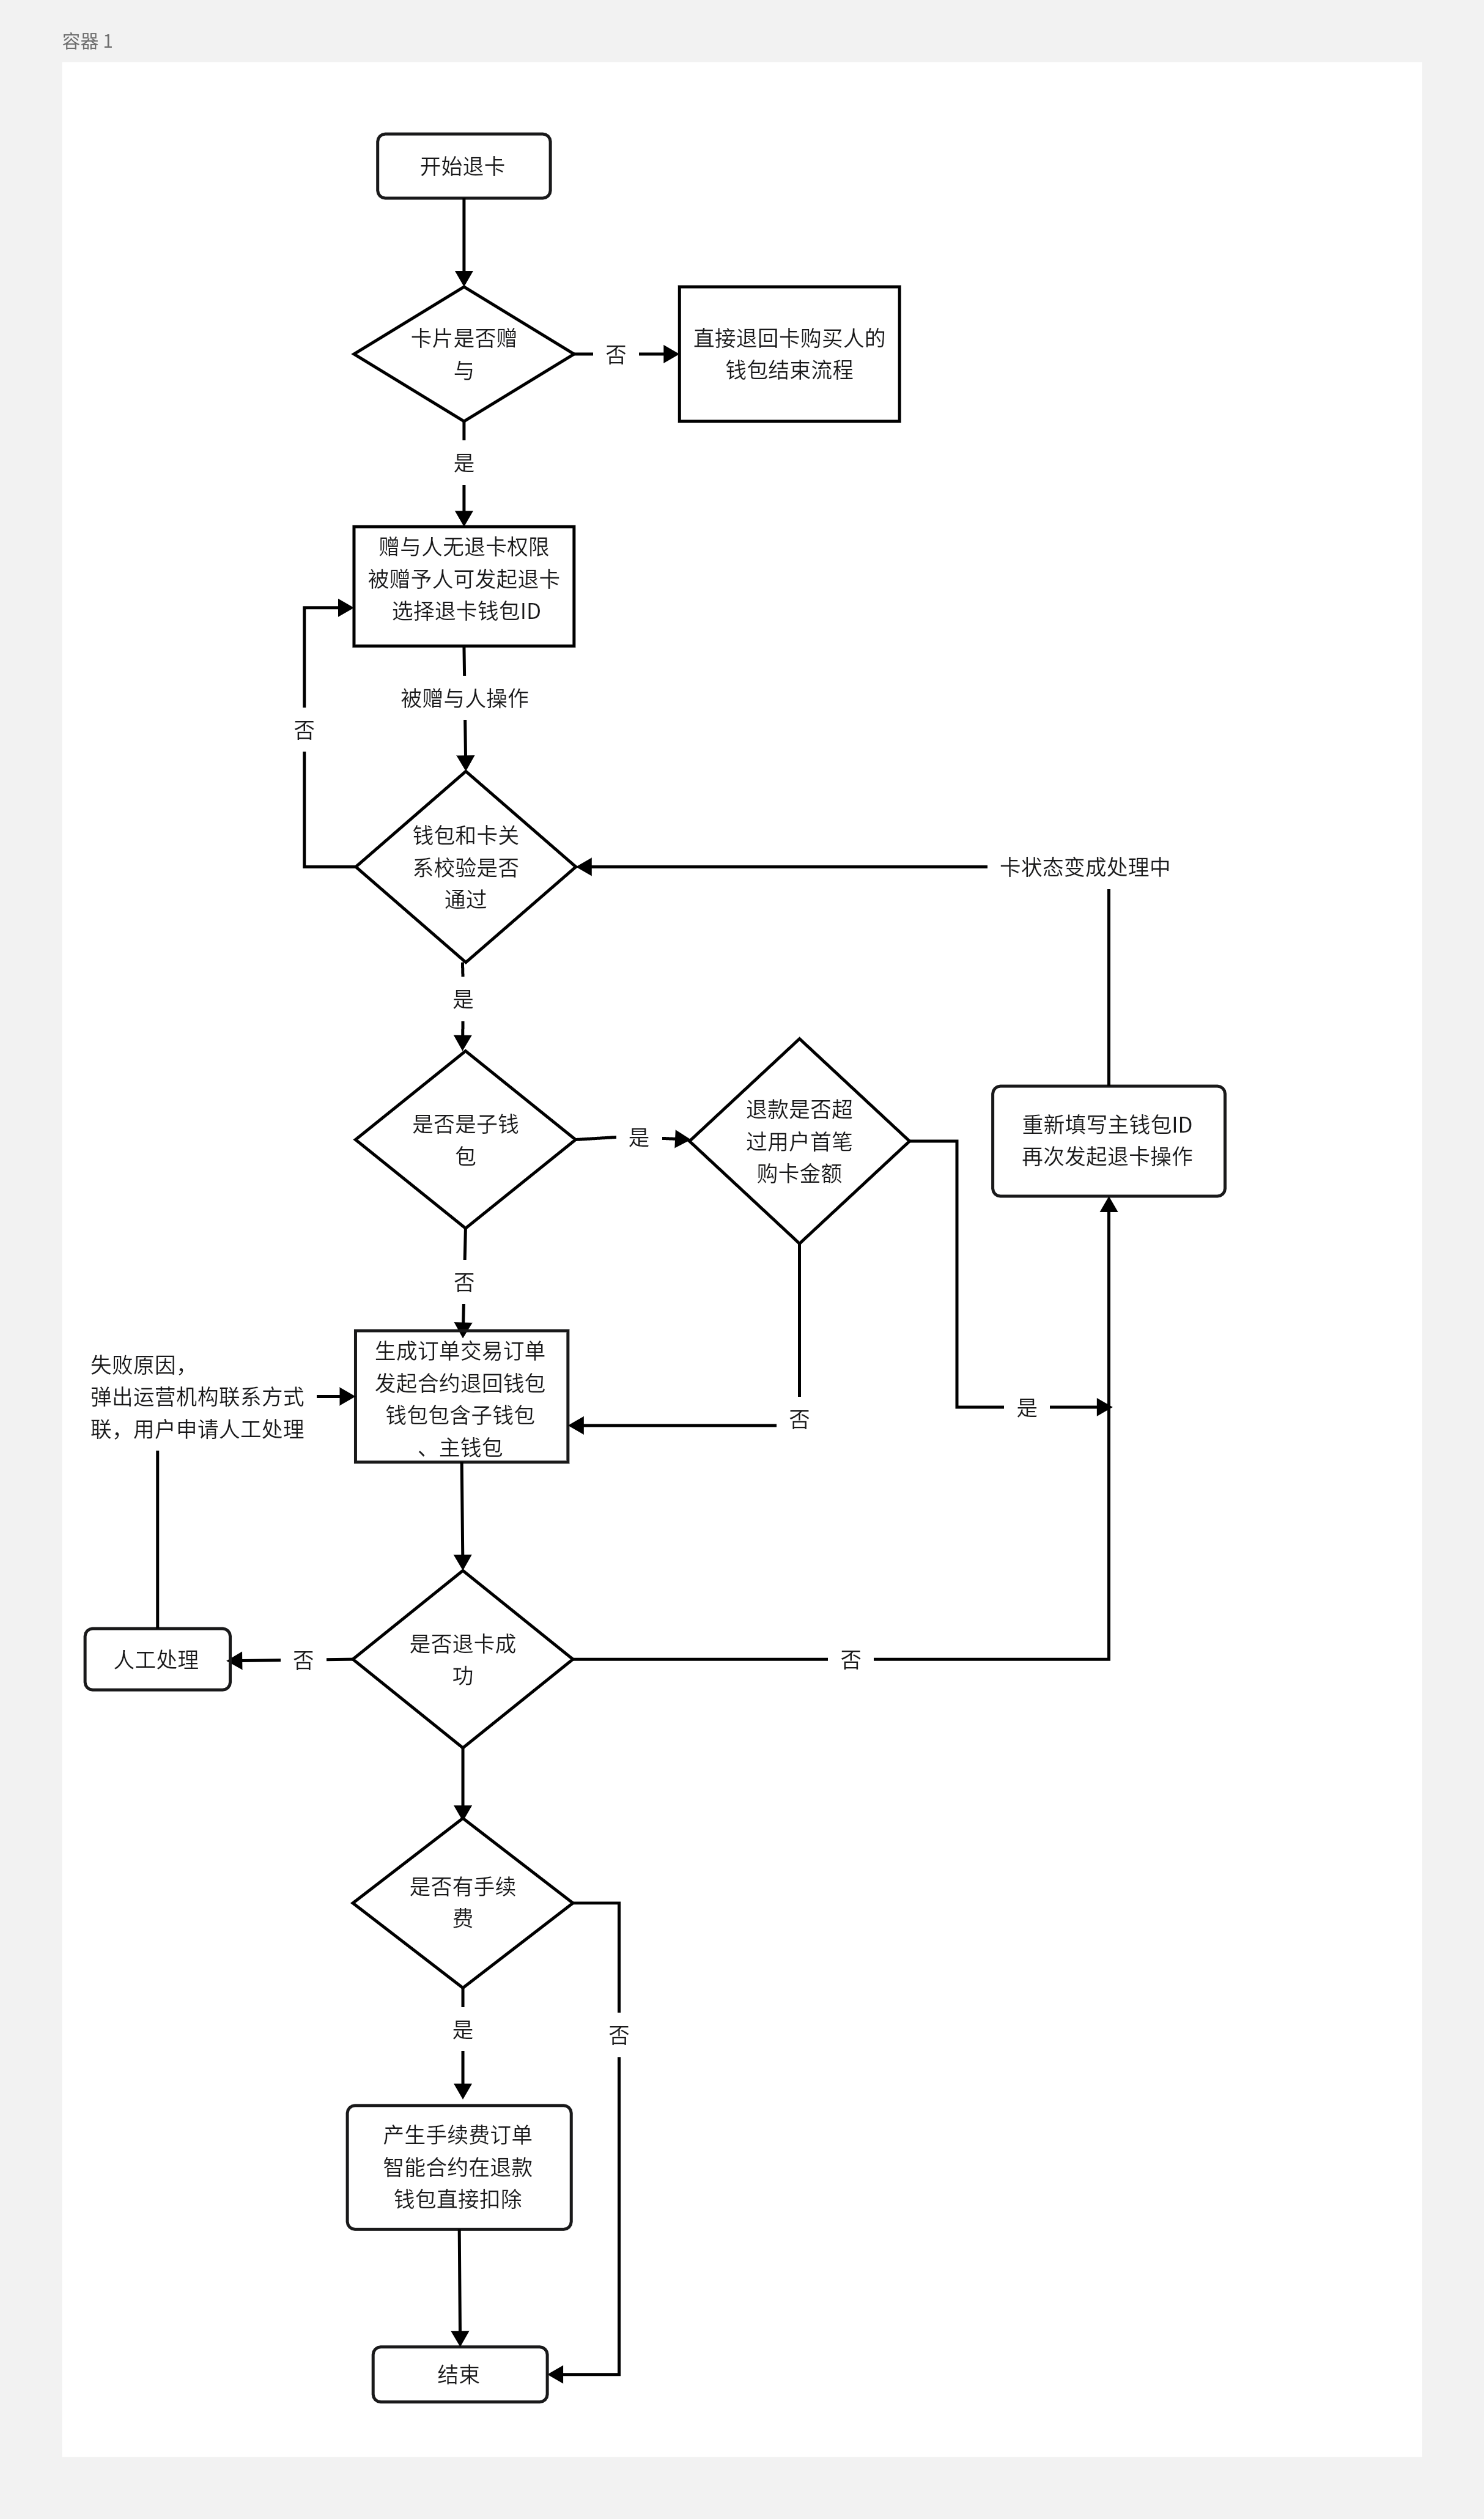 容器 1
开始退卡
卡片是否赠
与
否
直接退回卡购买人的
钱包结束流程
是
赠与人无退卡权限
被赠予人可发起退卡
选择退卡钱包ID
被赠与人操作
否
钱包和卡关
系校验是否
通过
卡状态变成处理中
是
是否是子钱
包
是
退款是否超
过用户首笔
购卡金额
重新填写主钱包ID
再次发起退卡操作
否
生成订单交易订单
发起合约退回钱包
钱包包含子钱包
、主钱包
失败原因，
弹出运营机构联系方式
联，用户申请人工处理
否
是
人工处理
否
是否退卡成
功
否
是否有手续
费
是
否
产生手续费订单
智能合约在退款
钱包直接扣除
结束